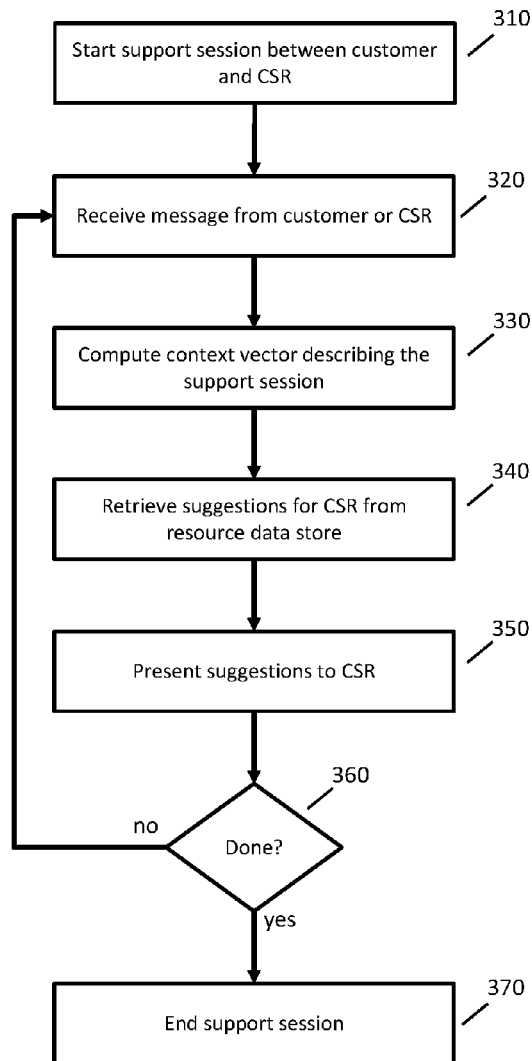 310
Start support session between customer
and CSR
320
Receive message from customer or CSR
330
Compute context vector describing the
support session
340
Retrieve suggestions for CSR from
resource data store
350
Present suggestions to CSR
360
no
Done?
yes
370
End support session